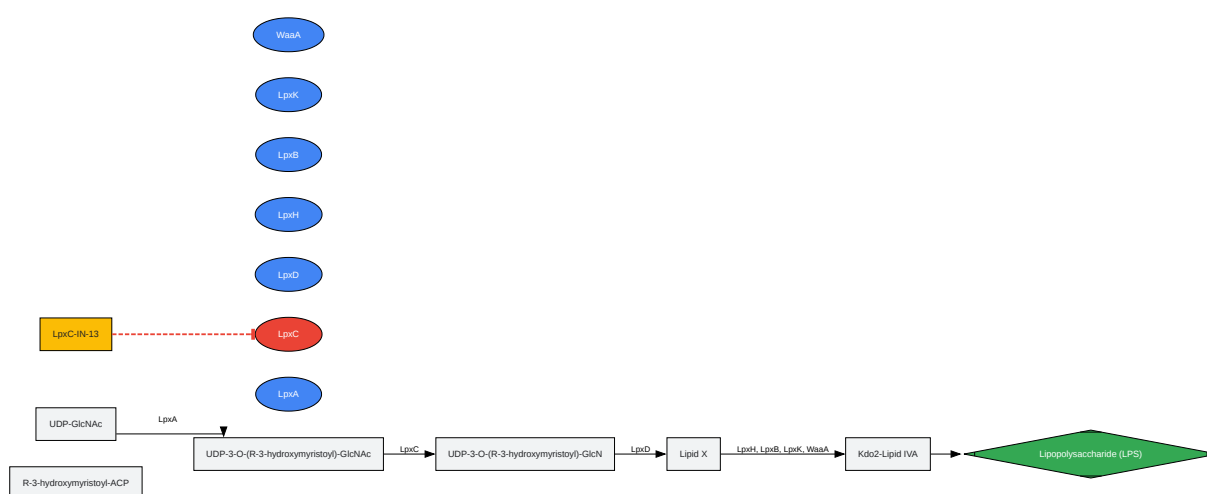 WaaA
LpxK
LpxB
LpxH
LpxD
LpxC-IN-13
LpxC
LpxA
UDP-GlcNAc
LpxA
UDP-3-O-(R-3-hydroxymyristoyl)-GlcNAc
LpxC
UDP-3-O-(R-3-hydroxymyristoyl)-GlcN
LpxD
Lipid X
LpxH, LpxB, LpxK, WaaA
Kdo2-Lipid IVA
Lipopolysaccharide (LPS)
R-3-hydroxymyristoyl-ACP